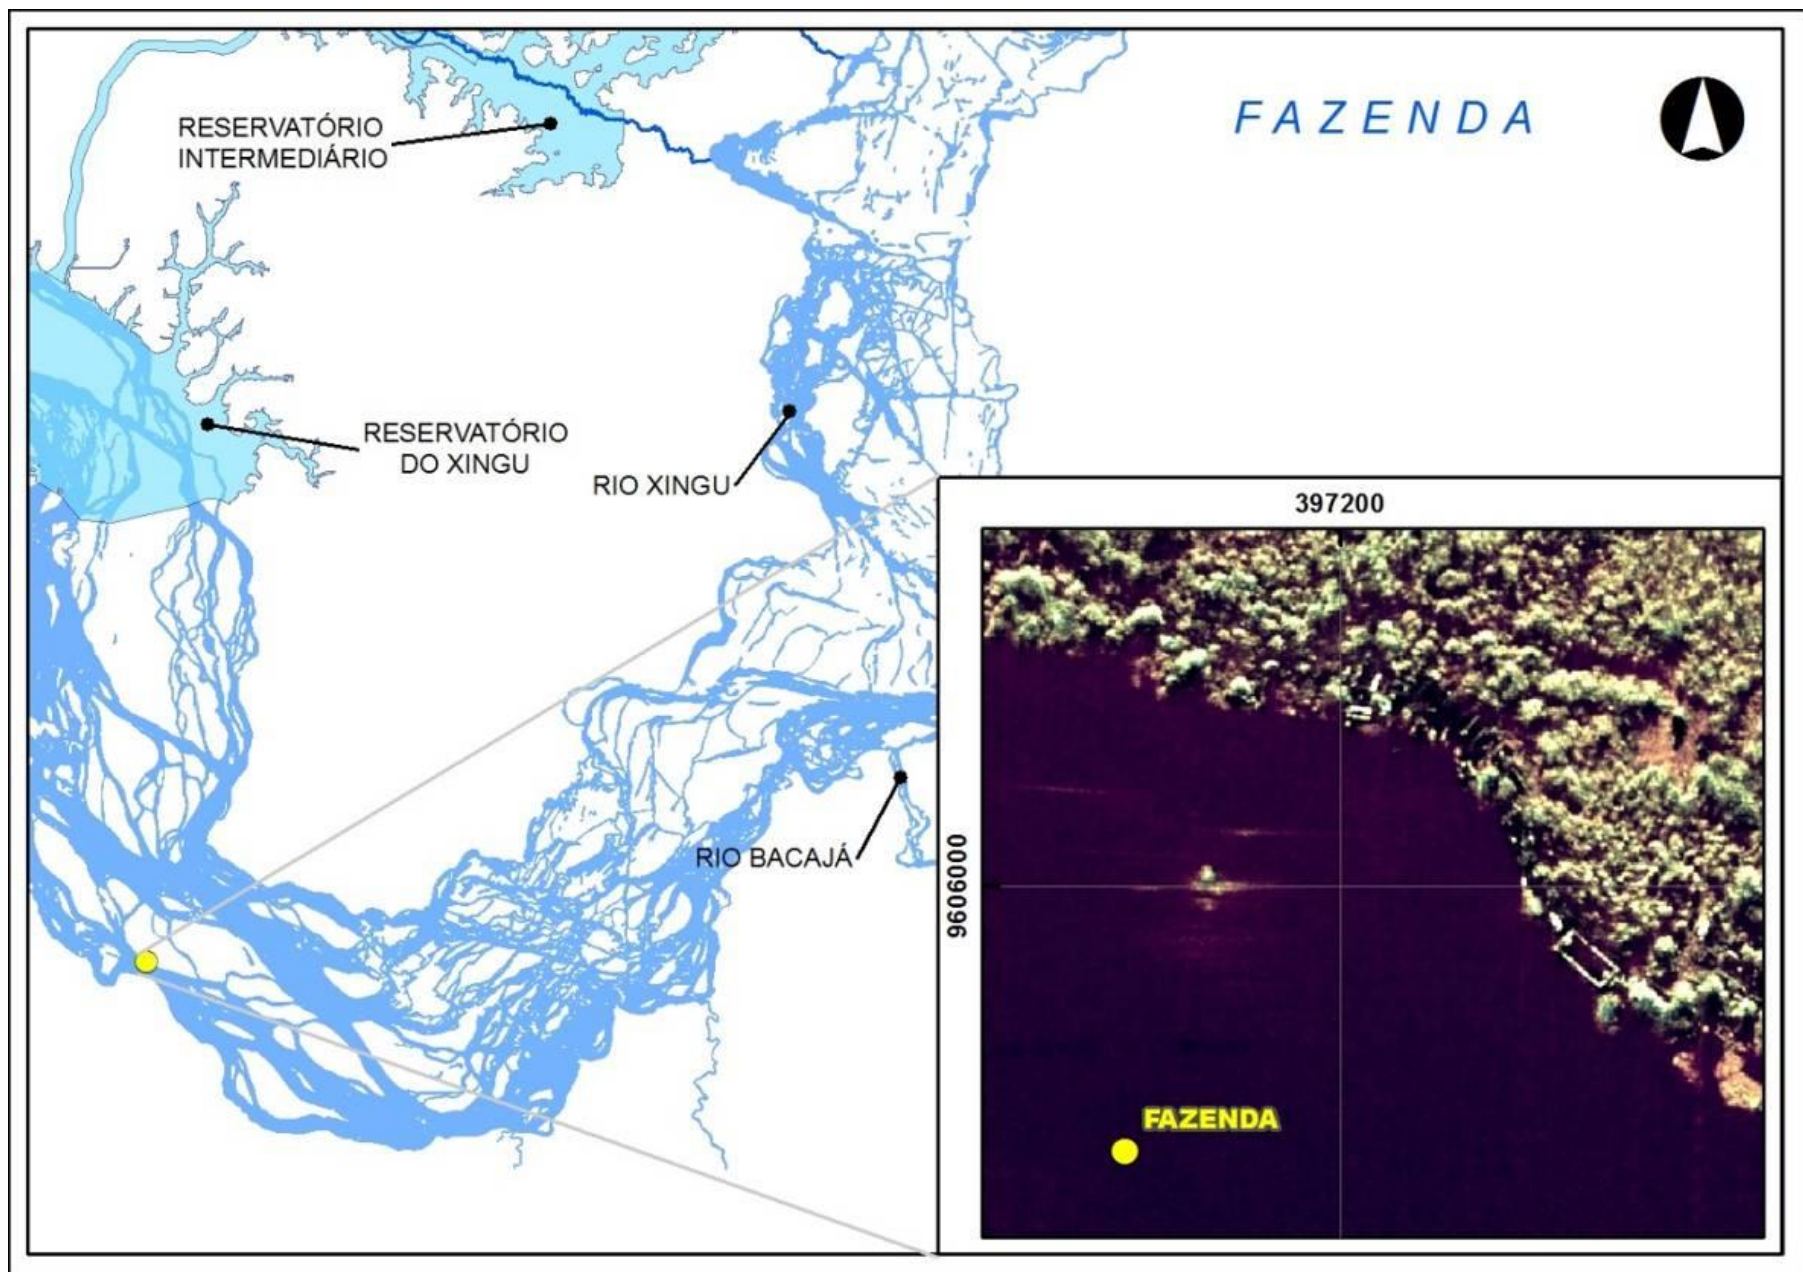 FAZENDA
RESERVATÓRIO
INTERMEDIÁRIO
RESERVATÓRIO
DO XINGU
RIO XINGU
RIO BACAJÁ
397200
9606000
FAZENDA